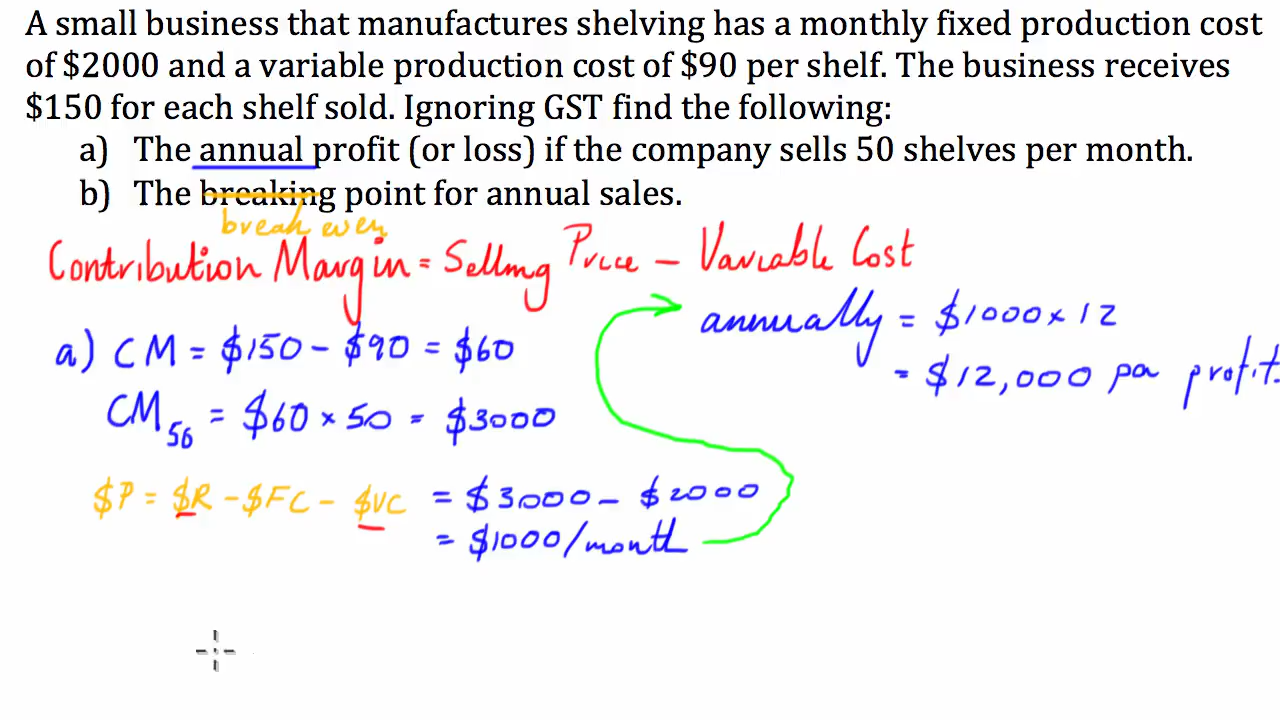 A small business that manufactures shelving has a monthly fixed production cost
of $2000 and a variable production cost of $90 per shelf. The business receives
$150 for each shelf sold. Ignoring GST find the following:
a) The annual profit (or loss) if the company sells 50 shelves per month.
b) The breaking point for annual sales.
break even
Contribution Margin = Selling Price - Variable Cost
a) CM = $150 - $90 = $60
CM50 = $60 x 50 = $3000
$P = $R - $FC - $VC = $3000 - $2000
= $1000/month
annually = $1000 x 12
= $12,000 pa profit.